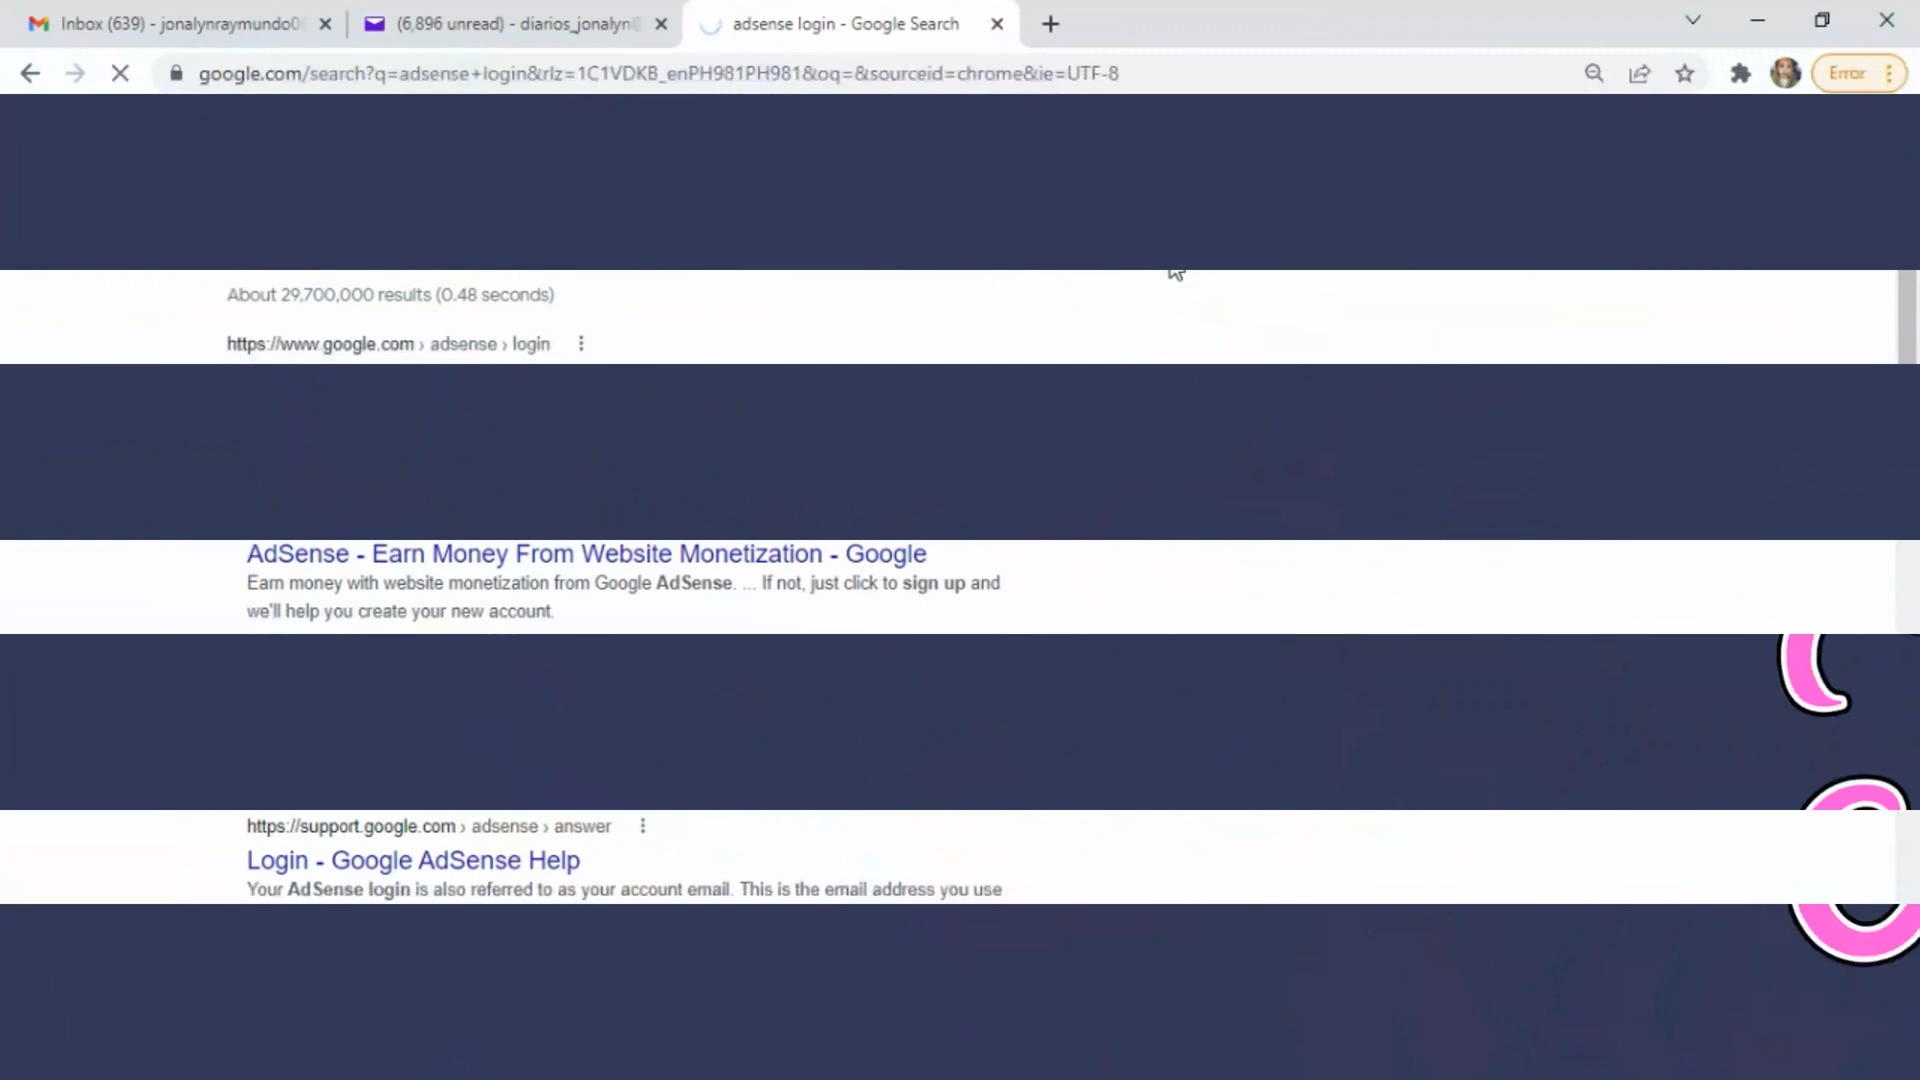 Inbox (639) - jonalynraymundo0
(6,896 unread) - diarios_jonalyn@
adsense login - Google Search
google.com/search?q=adsense+login&rlz=1C1VDKB_enPH981PH981&oq=&sourceid=chrome&ie=UTF-8
Error
About 29,700,000 results (0.48 seconds)
https://www.google.com › adsense › login
AdSense - Earn Money From Website Monetization - Google
Earn money with website monetization from Google AdSense. ... If not, just click to sign up and
we'll help you create your new account.
https://support.google.com › adsense › answer
Login - Google AdSense Help
Your AdSense login is also referred to as your account email. This is the email address you use